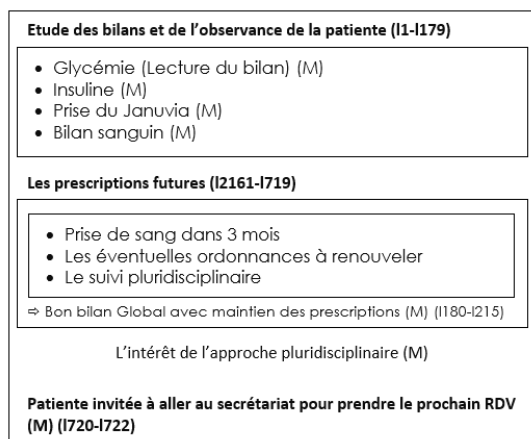 Etude des bilans et de l'observance de la patiente (l1-l179)
• Glycémie (Lecture du bilan) (M)
• Insuline (M)
• Prise du Januvia (M)
• Bilan sanguin (M)
Les prescriptions futures (l2161-l719)
• Prise de sang dans 3 mois
• Les éventuelles ordonnances à renouveler
• Le suivi pluridisciplinaire
⇨ Bon bilan Global avec maintien des prescriptions (M) (l180-l215)
L'intérêt de l'approche pluridisciplinaire (M)
Patiente invitée à aller au secrétariat pour prendre le prochain RDV
(M) (l720-l722)